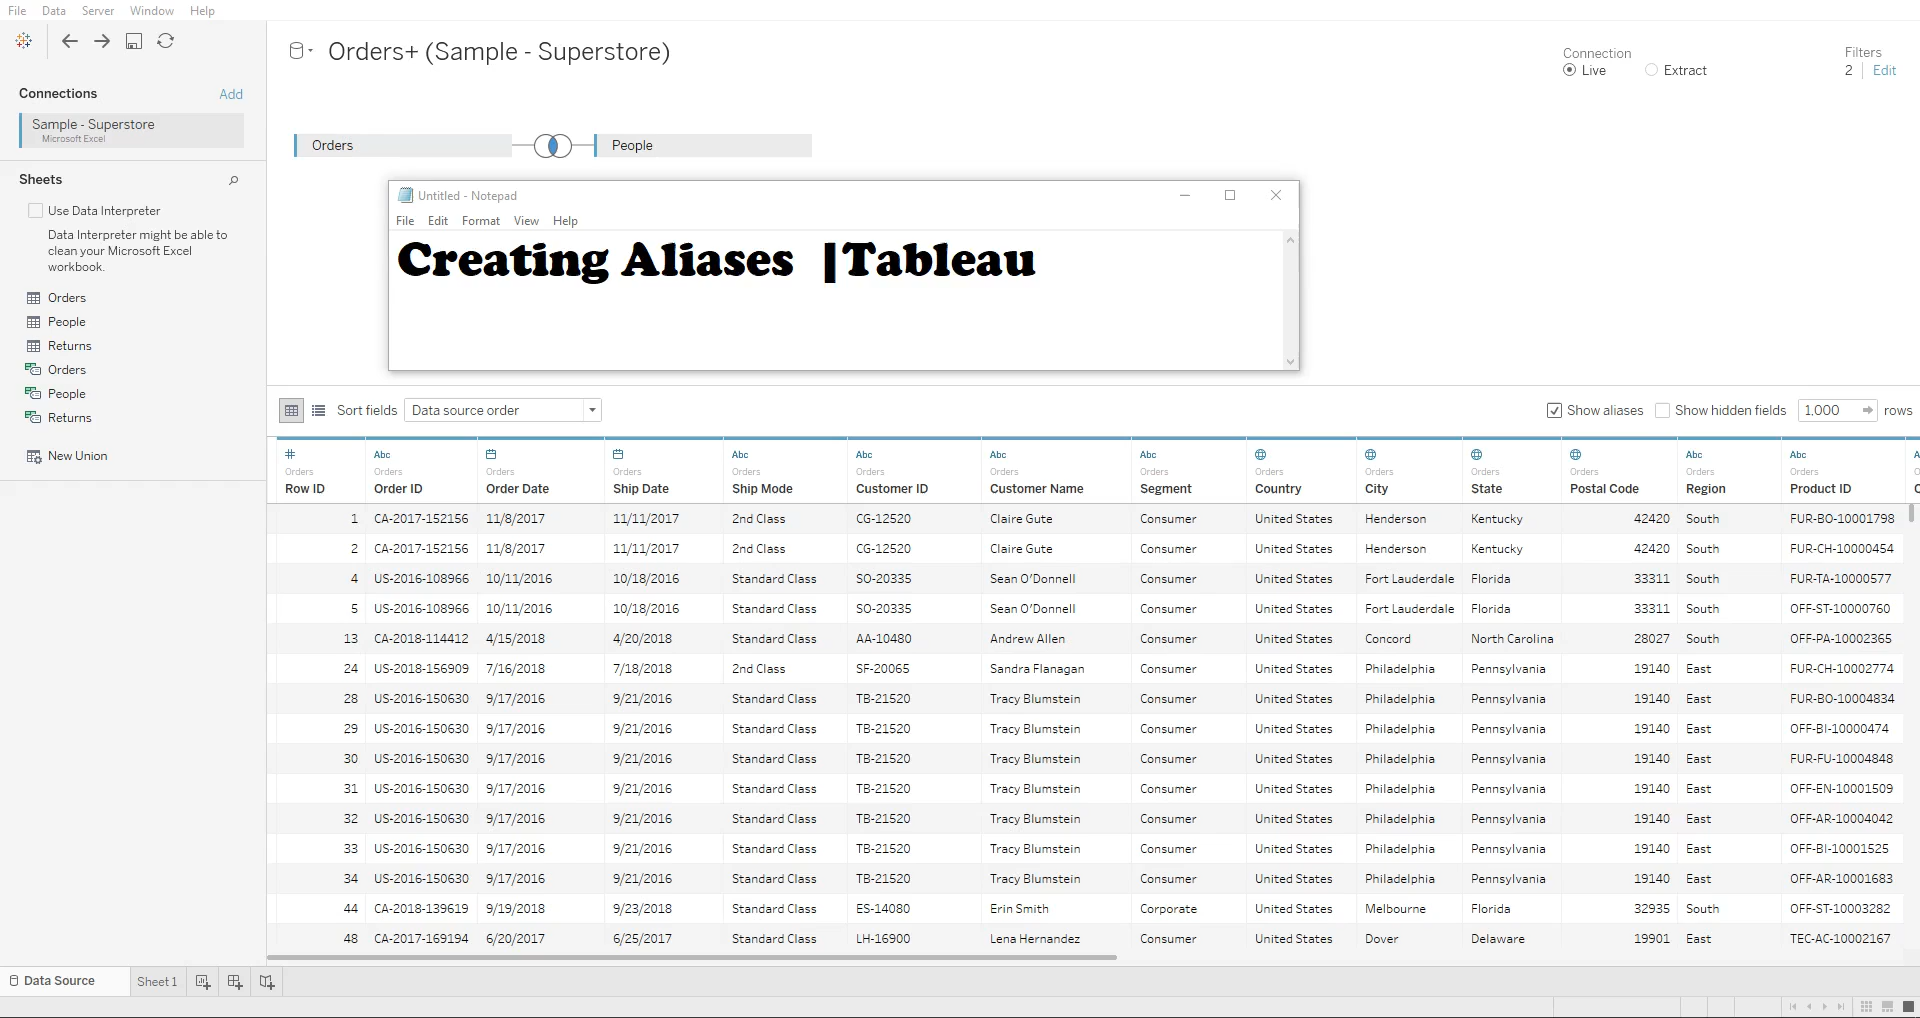 File Data Server Window Help
Orders+ (Sample - Superstore)
Connection
Live Extract
Filters
2 Edit
Connections Add
Sample - Superstore
Microsoft Excel
Sheets
Use Data Interpreter
Data Interpreter might be able to
clean your Microsoft Excel
workbook.
Orders
People
Returns
Orders
People
Returns
New Union
Orders People
Untitled - Notepad
File Edit Format View Help
Creating Aliases |Tableau
Sort fields Data source order Show aliases Show hidden fields 1,000 rows
# Abc Abc Abc Abc Abc Abc Abc
Orders Orders Orders Orders Orders Orders Orders Orders Orders Orders Orders Orders Orders Orders
Row ID Order ID Order Date Ship Date Ship Mode Customer ID Customer Name Segment Country City State Postal Code Region Product ID
1 CA-2017-152156 11/8/2017 11/11/2017 2nd Class CG-12520 Claire Gute Consumer United States Henderson Kentucky 42420 South FUR-BO-10001798
2 CA-2017-152156 11/8/2017 11/11/2017 2nd Class CG-12520 Claire Gute Consumer United States Henderson Kentucky 42420 South FUR-CH-10000454
4 US-2016-108966 10/11/2016 10/18/2016 Standard Class SO-20335 Sean O'Donnell Consumer United States Fort Lauderdale Florida 33311 South FUR-TA-10000577
5 US-2016-108966 10/11/2016 10/18/2016 Standard Class SO-20335 Sean O'Donnell Consumer United States Fort Lauderdale Florida 33311 South OFF-ST-10000760
13 CA-2018-114412 4/15/2018 4/20/2018 Standard Class AA-10480 Andrew Allen Consumer United States Concord North Carolina 28027 South OFF-PA-10002365
24 US-2018-156909 7/16/2018 7/18/2018 2nd Class SF-20065 Sandra Flanagan Consumer United States Philadelphia Pennsylvania 19140 East FUR-CH-10002774
28 US-2016-150630 9/17/2016 9/21/2016 Standard Class TB-21520 Tracy Blumstein Consumer United States Philadelphia Pennsylvania 19140 East FUR-BO-10004834
29 US-2016-150630 9/17/2016 9/21/2016 Standard Class TB-21520 Tracy Blumstein Consumer United States Philadelphia Pennsylvania 19140 East OFF-BI-10000474
30 US-2016-150630 9/17/2016 9/21/2016 Standard Class TB-21520 Tracy Blumstein Consumer United States Philadelphia Pennsylvania 19140 East FUR-FU-10004848
31 US-2016-150630 9/17/2016 9/21/2016 Standard Class TB-21520 Tracy Blumstein Consumer United States Philadelphia Pennsylvania 19140 East OFF-EN-10001509
32 US-2016-150630 9/17/2016 9/21/2016 Standard Class TB-21520 Tracy Blumstein Consumer United States Philadelphia Pennsylvania 19140 East OFF-AR-10004042
33 US-2016-150630 9/17/2016 9/21/2016 Standard Class TB-21520 Tracy Blumstein Consumer United States Philadelphia Pennsylvania 19140 East OFF-BI-10001525
34 US-2016-150630 9/17/2016 9/21/2016 Standard Class TB-21520 Tracy Blumstein Consumer United States Philadelphia Pennsylvania 19140 East OFF-AR-10001683
44 CA-2018-139619 9/19/2018 9/23/2018 Standard Class ES-14080 Erin Smith Corporate United States Melbourne Florida 32935 South OFF-ST-10003282
48 CA-2017-169194 6/20/2017 6/25/2017 Standard Class LH-16900 Lena Hernandez Consumer United States Dover Delaware 19901 East TEC-AC-10002167
Data Source Sheet 1